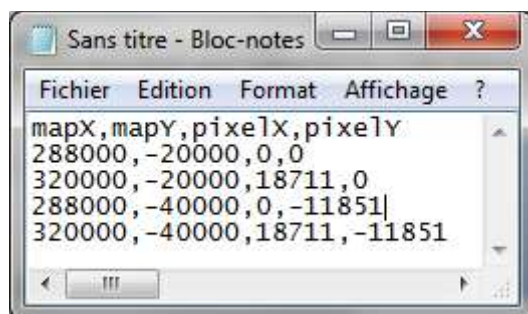 Sans titre - Bloc-notes
Fichier Edition Format Affichage ?
mapX,mapY,pixelX,pixelY
288000,-20000,0,0
320000,-20000,18711,0
288000,-40000,0,-11851
320000,-40000,18711,-11851